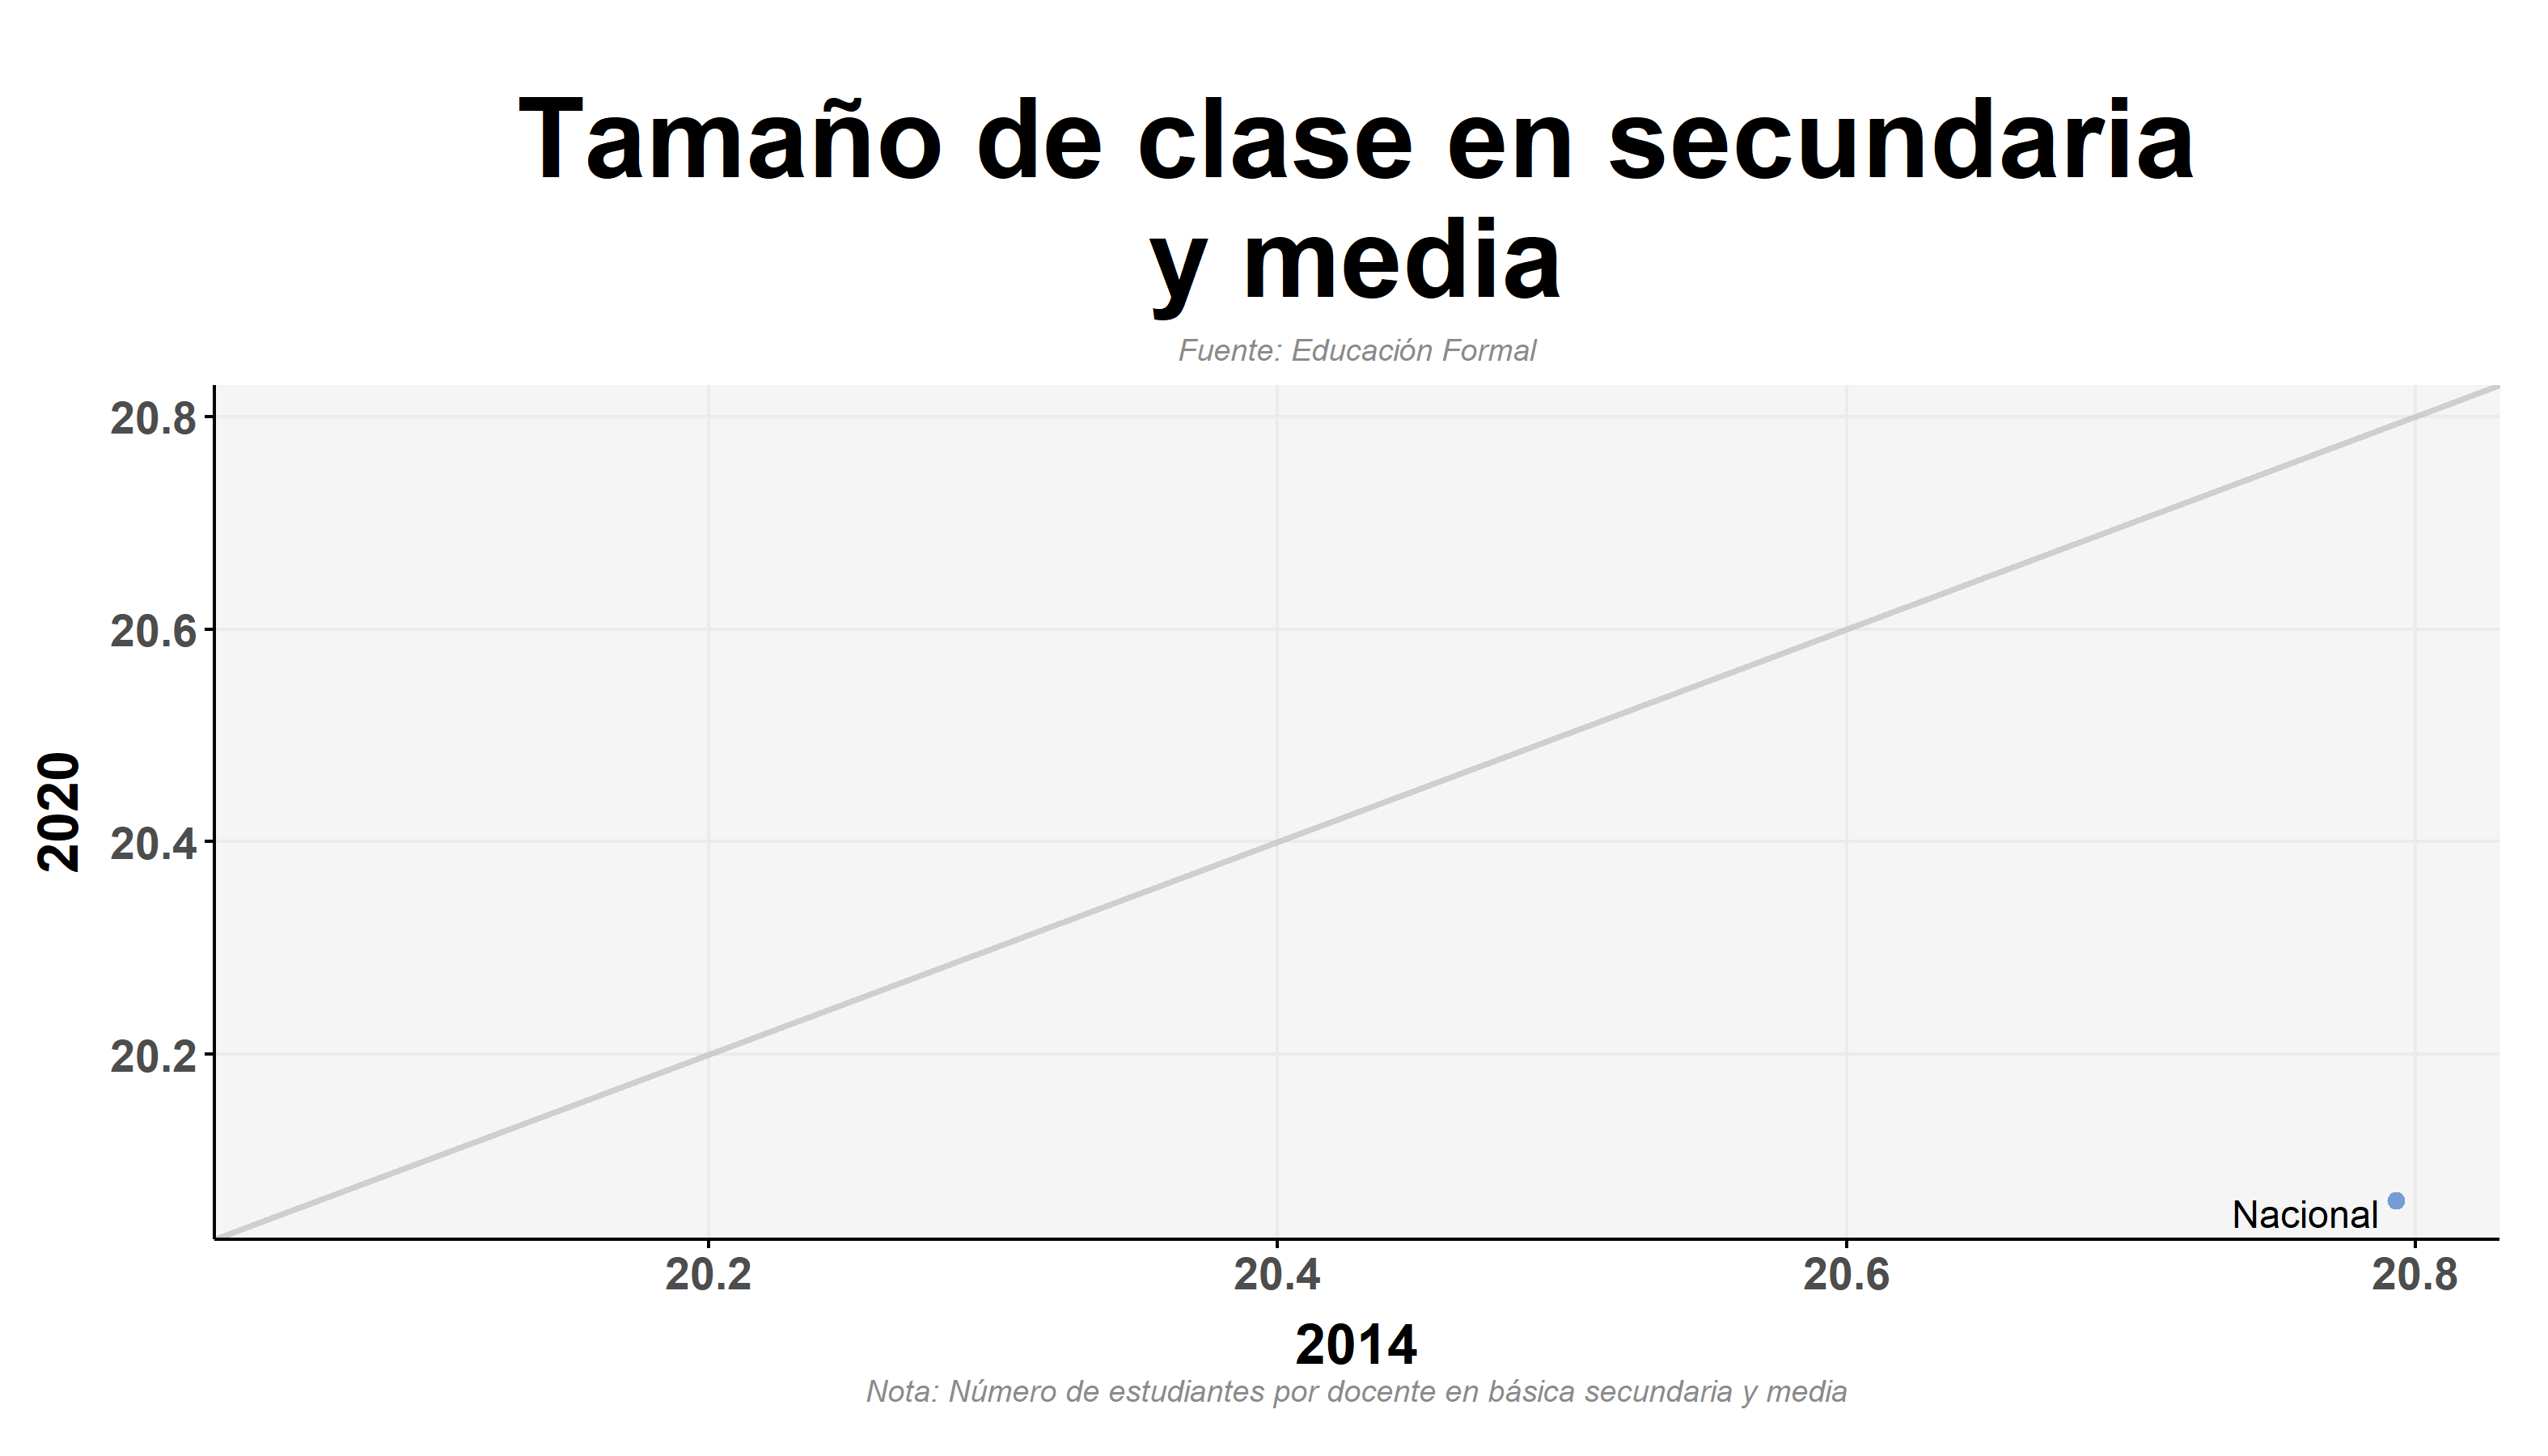 Tamaño de clase en secundaria
y media
Fuente: Educación Formal
20.8
20.6
20.4
20.2
2020
Nacional
20.2
20.4
20.6
20.8
2014
Nota: Número de estudiantes por docente en básica secundaria y media